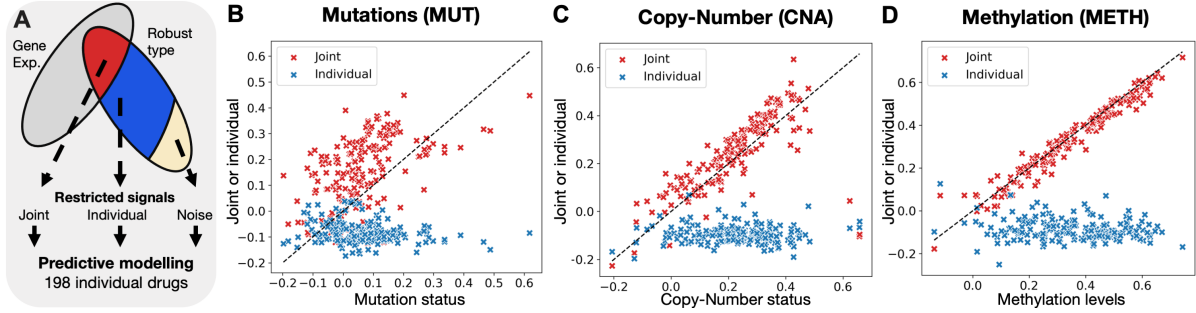 A
Gene
Exp.
Robust
type
Restricted signals
Joint
Individual
Noise
Predictive modelling
198 individual drugs
B
Mutations (MUT)
Joint or individual
0.6
0.5
0.4
0.3
0.2
0.1
0.0
−0.1
−0.2
Joint
Individual
−0.2 −0.1 0.0 0.1 0.2 0.3 0.4 0.5 0.6
Mutation status
C
Copy-Number (CNA)
Joint or individual
0.6
0.4
0.2
0.0
−0.2
Joint
Individual
−0.2 0.0 0.2 0.4 0.6
Copy-Number status
D
Methylation (METH)
Joint or individual
0.6
0.4
0.2
0.0
−0.2
Joint
Individual
0.0 0.2 0.4 0.6
Methylation levels